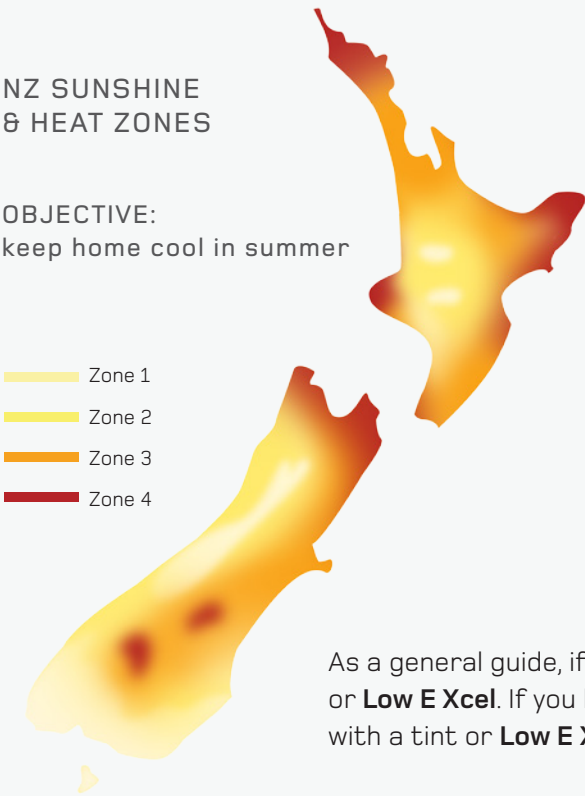 NZ SUNSHINE
& HEAT ZONES
OBJECTIVE:
keep home cool in summer
Zone 1
Zone 2
Zone 3
Zone 4
As a general guide, if
or Low E Xcel. If you
with a tint or Low E